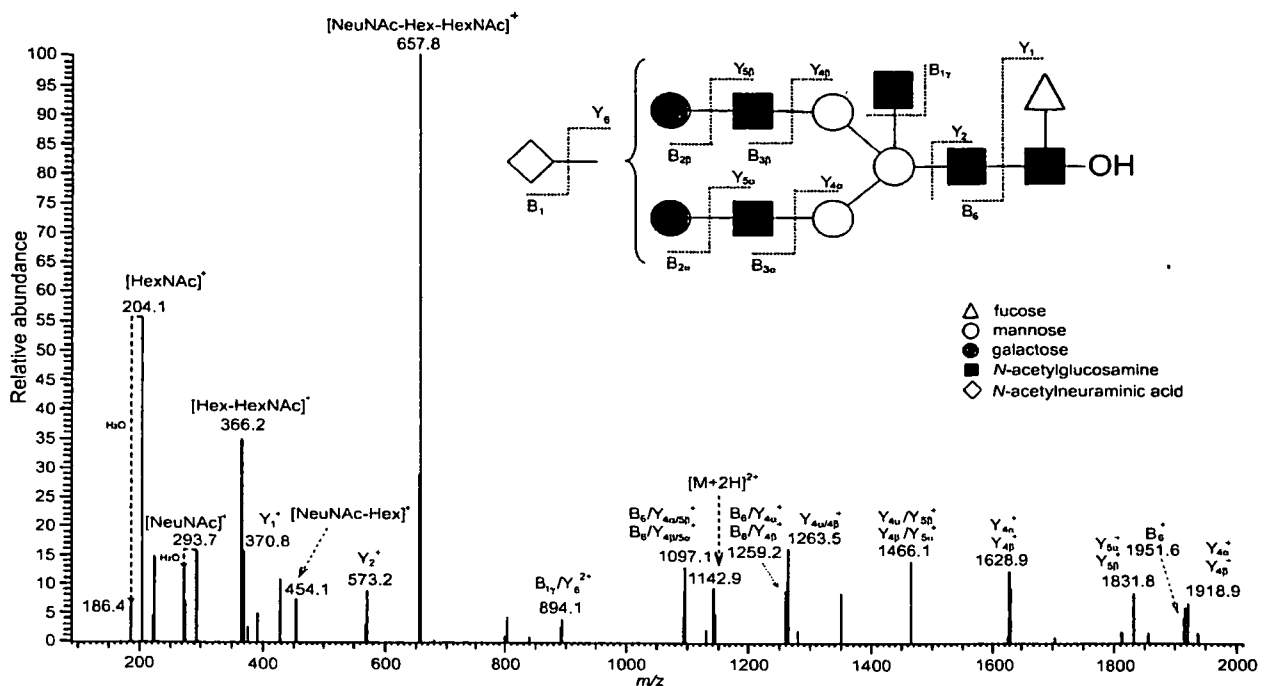 [NeuNAc-Hex-HexNAc]⁺
657.8
[HexNAc]⁺
204.1
H₂O
186.4
[NeuNAc]⁺
293.7
H₂O
[Hex-HexNAc]⁺
366.2
Y₁⁺
370.8
[NeuNAc-Hex]⁺
454.1
Y₂⁺
573.2
B₁ᵧ/Y₆²⁺
894.1
B₆/Y₄α/₅β⁺
B₆/Y₄β/₅α⁺
1097.1
[M+2H]²⁺
1142.9
B₆/Y₄α⁺
B₆/Y₄β
1259.2
Y₄α/₄β⁺
1263.5
Y₄α/Y₅β⁺
Y₄β/Y₅α⁺
1466.1
Y₄α⁺
Y₄β
1628.9
Y₅α⁺
Y₅β
1831.8
B₆⁺
1951.6
Y₄α⁺
Y₄β
1918.9
Y₆
B₁
Y₅β
Y₄β
B₂β
B₃β
Y₅α
Y₄α
B₂α
B₃α
B₁ᵧ
Y₂
B₆
Y₁
OH
fucose
mannose
galactose
N-acetylglucosamine
N-acetylneuraminic acid
Relative abundance
100
95
90
85
80
75
70
65
60
55
50
45
40
35
30
25
20
15
10
5
0
200
400
600
800
1000
1200
1400
1600
1800
2000
m/z